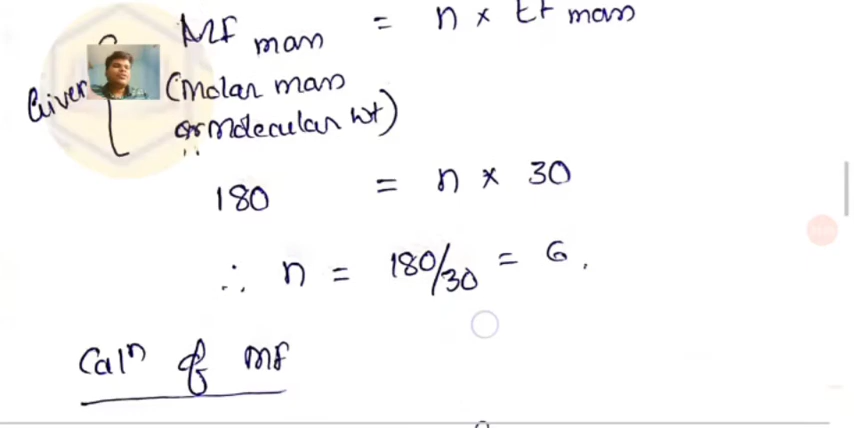 MF mass = n × EF mass
Given (Molar mass
or Molecular wt)
180 = n × 30
∴ n = 180/30 = 6.
Calⁿ of MF